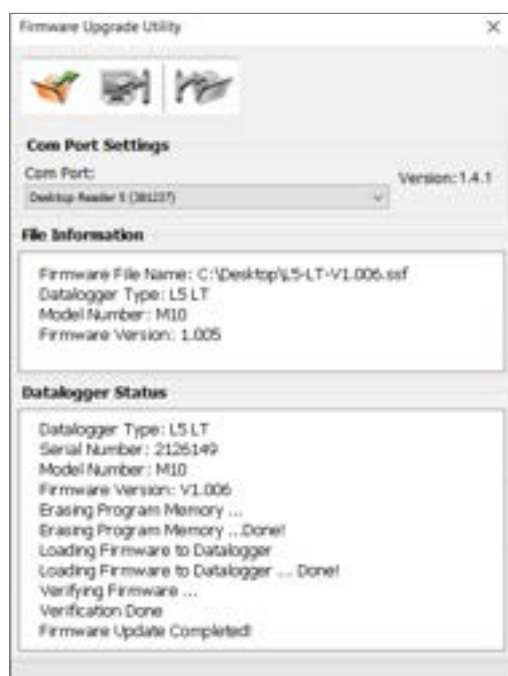 Firmware Upgrade Utility
Com Port Settings
Com Port:
Version: 1.4.1
Desktop Reader 5 (381237)
File Information
Firmware File Name: C:\Desktop\L5-LT-V1.006.ssf
Datalogger Type: L5 LT
Model Number: M10
Firmware Version: 1.005
Datalogger Status
Datalogger Type: L5 LT
Serial Number: 2126149
Model Number: M10
Firmware Version: V1.006
Erasing Program Memory ...
Erasing Program Memory ...Done!
Loading Firmware to Datalogger
Loading Firmware to Datalogger ... Done!
Verifying Firmware ...
Verification Done
Firmware Update Completed!